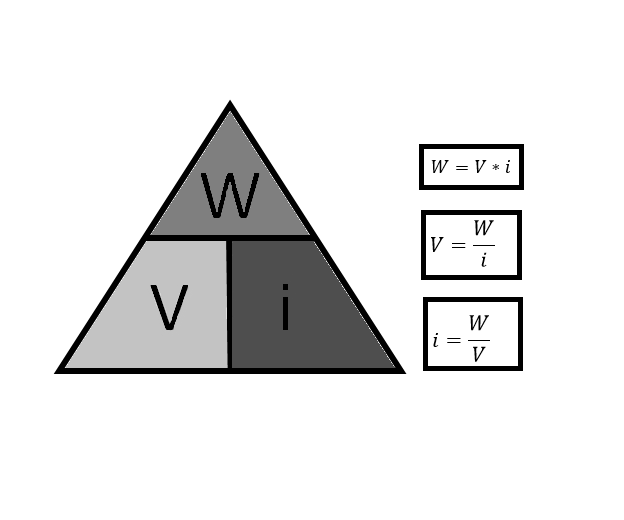 W
V i
W = V * i
V = W/i
i = W/V